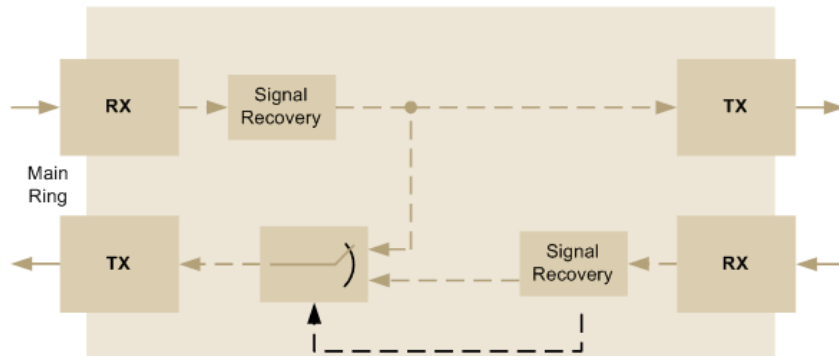 RX
Signal
Recovery
TX
Main
Ring
TX
Signal
Recovery
RX